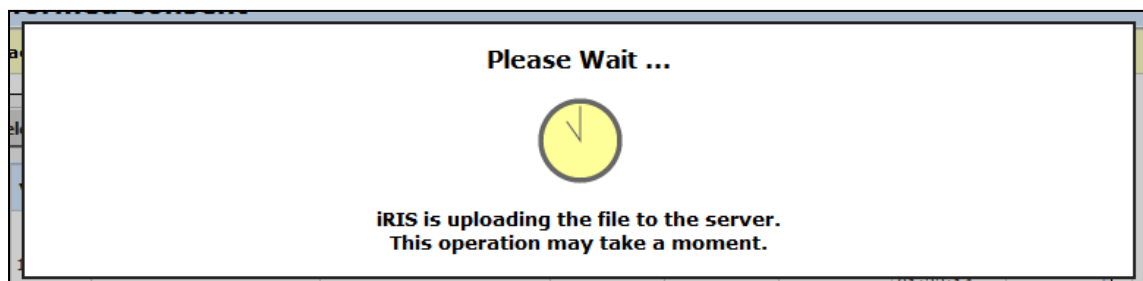 Please Wait ...
iRIS is uploading the file to the server.
This operation may take a moment.